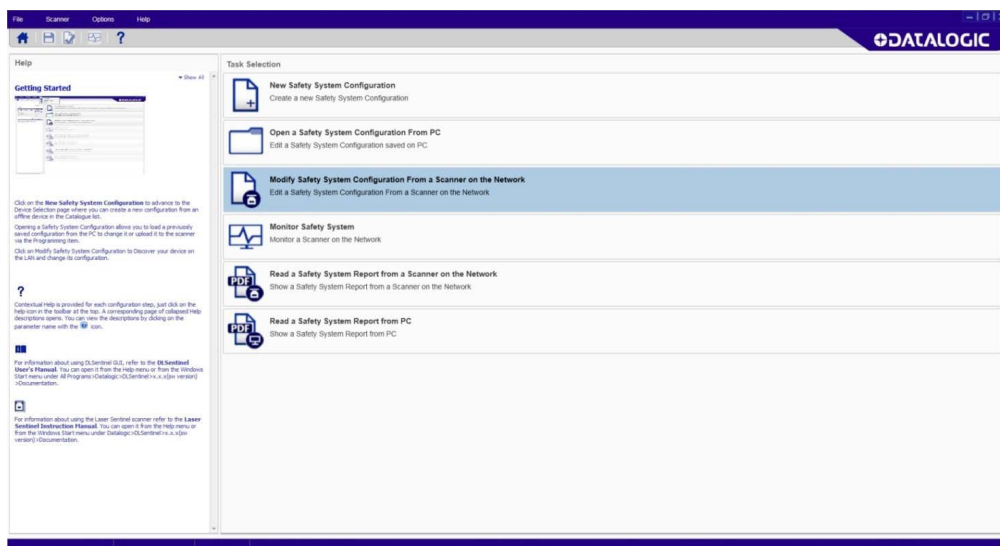 File Scanner Options Help
DATALOGIC
Help
Show All
Getting Started
Click on the New Safety System Configuration to advance to the
Device Selection page where you can create a new configuration from an
offline device in the Catalogue list.
Opening a Safety System Configuration allows you to load a previously
saved configuration from the PC to change it or upload it to the scanner
via the Programming item.
Click on Modify Safety System Configuration to Discover your device on
the LAN and change its configuration.
?
Contextual Help is provided for each configuration step, just click on the
help icon in the toolbar at the top. A corresponding page of collapsed Help
descriptions opens. You can view the descriptions by clicking on the
parameter name with the icon.
For information about using DLSentinel GUI, refer to the DLSentinel
User's Manual. You can open it from the Help menu or from the Windows
Start menu under All Programs>Datalogic>DLSentinel>x.x.x(sw version)
>Documentation.
For information about using the Laser Sentinel scanner refer to the Laser
Sentinel Instruction Manual. You can open it from the Help menu or
from the Windows Start menu under Datalogic>DLSentinel>x.x.x(sw
version)>Documentation.
Task Selection
New Safety System Configuration
Create a new Safety System Configuration
Open a Safety System Configuration From PC
Edit a Safety System Configuration saved on PC
Modify Safety System Configuration From a Scanner on the Network
Edit a Safety System Configuration From a Scanner on the Network
Monitor Safety System
Monitor a Scanner on the Network
PDF
Read a Safety System Report from a Scanner on the Network
Show a Safety System Report from a Scanner on the Network
PDF
Read a Safety System Report from PC
Show a Safety System Report from PC